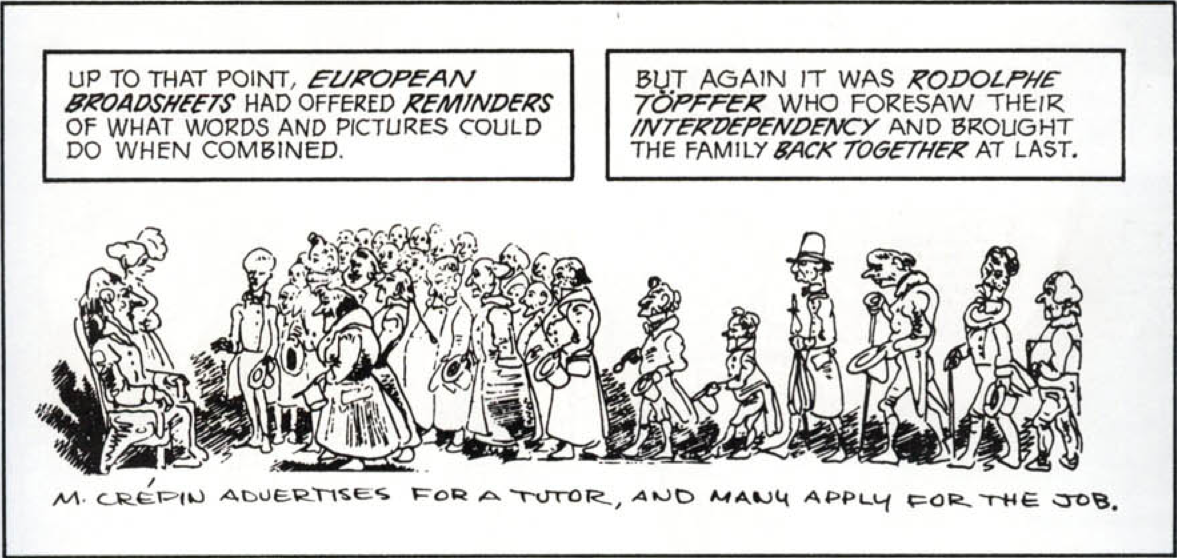 UP TO THAT POINT, EUROPEAN
BROADSHEETS HAD OFFERED REMINDERS
OF WHAT WORDS AND PICTURES COULD
DO WHEN COMBINED.
BUT AGAIN IT WAS RODOLPHE
TÖPFFER WHO FORESAW THEIR
INTERDEPENDENCY AND BROUGHT
THE FAMILY BACK TOGETHER AT LAST.
M. CRÉPIN ADVERTISES FOR A TUTOR, AND MANY APPLY FOR THE JOB.